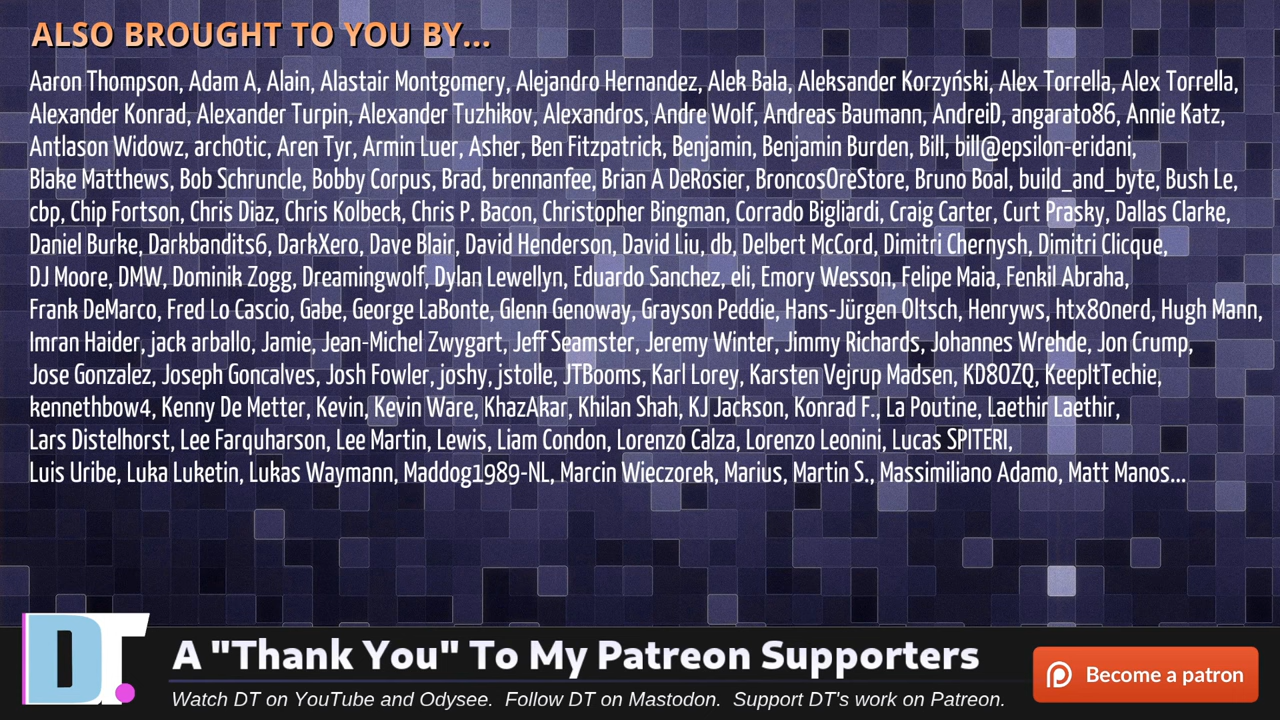 ALSO BROUGHT TO YOU BY...
Aaron Thompson, Adam A, Alain, Alastair Montgomery, Alejandro Hernandez, Alek Bala, Aleksander Korzyński, Alex Torrella, Alex Torrella,
Alexander Konrad, Alexander Turpin, Alexander Tuzhikov, Alexandros, Andre Wolf, Andreas Baumann, AndreiD, angarato86, Annie Katz,
Antlason Widowz, arch0tic, Aren Tyr, Armin Luer, Asher, Ben Fitzpatrick, Benjamin, Benjamin Burden, Bill, bill@epsilon-eridani,
Blake Matthews, Bob Schruncle, Bobby Corpus, Brad, brennanfee, Brian A DeRosier, BroncosOreStore, Bruno Boal, build_and_byte, Bush Le,
cbp, Chip Fortson, Chris Diaz, Chris Kolbeck, Chris P. Bacon, Christopher Bingman, Corrado Bigliardi, Craig Carter, Curt Prasky, Dallas Clarke,
Daniel Burke, Darkbandits6, DarkXero, Dave Blair, David Henderson, David Liu, db, Delbert McCord, Dimitri Chernysh, Dimitri Clicque,
DJ Moore, DMW, Dominik Zogg, Dreamingwolf, Dylan Lewellyn, Eduardo Sanchez, eli, Emory Wesson, Felipe Maia, Fenkil Abraha,
Frank DeMarco, Fred Lo Cascio, Gabe, George LaBonte, Glenn Genoway, Grayson Peddie, Hans-Jürgen Oltsch, Henryws, htx80nerd, Hugh Mann,
Imran Haider, jack arballo, Jamie, Jean-Michel Zwygart, Jeff Seamster, Jeremy Winter, Jimmy Richards, Johannes Wrehde, Jon Crump,
Jose Gonzalez, Joseph Goncalves, Josh Fowler, joshy, jstolle, JTBooms, Karl Lorey, Karsten Vejrup Madsen, KD8OZQ, KeepItTechie,
kennethbow4, Kenny De Metter, Kevin, Kevin Ware, KhazAkar, Khilan Shah, KJ Jackson, Konrad F., La Poutine, Laethir Laethir,
Lars Distelhorst, Lee Farquharson, Lee Martin, Lewis, Liam Condon, Lorenzo Calza, Lorenzo Leonini, Lucas SPITERI,
Luis Uribe, Luka Luketin, Lukas Waymann, Maddog1989-NL, Marcin Wieczorek, Marius, Martin S., Massimiliano Adamo, Matt Manos...
DT
A "Thank You" To My Patreon Supporters
Watch DT on YouTube and Odysee. Follow DT on Mastodon. Support DT's work on Patreon.
Become a patron